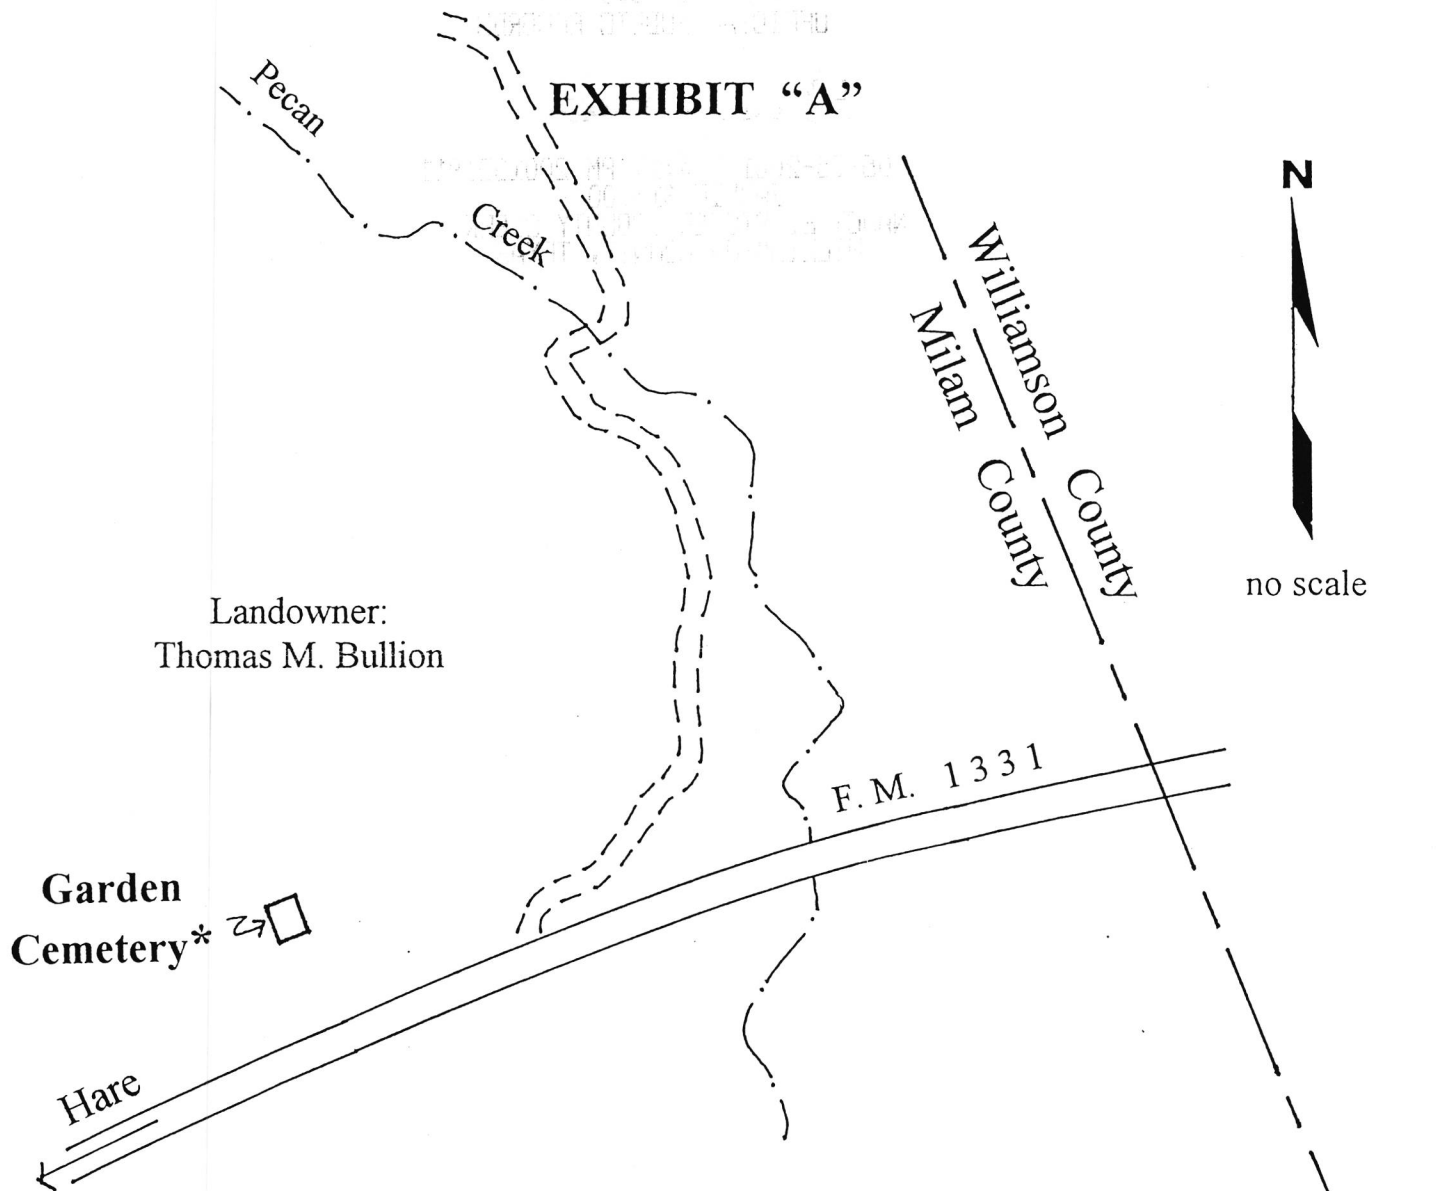 EXHIBIT “A”
Pecan
Creek
N
Williamson County
Milam County
no scale
Landowner:
Thomas M. Bullion
F. M. 1331
Garden
Cemetery*
Hare